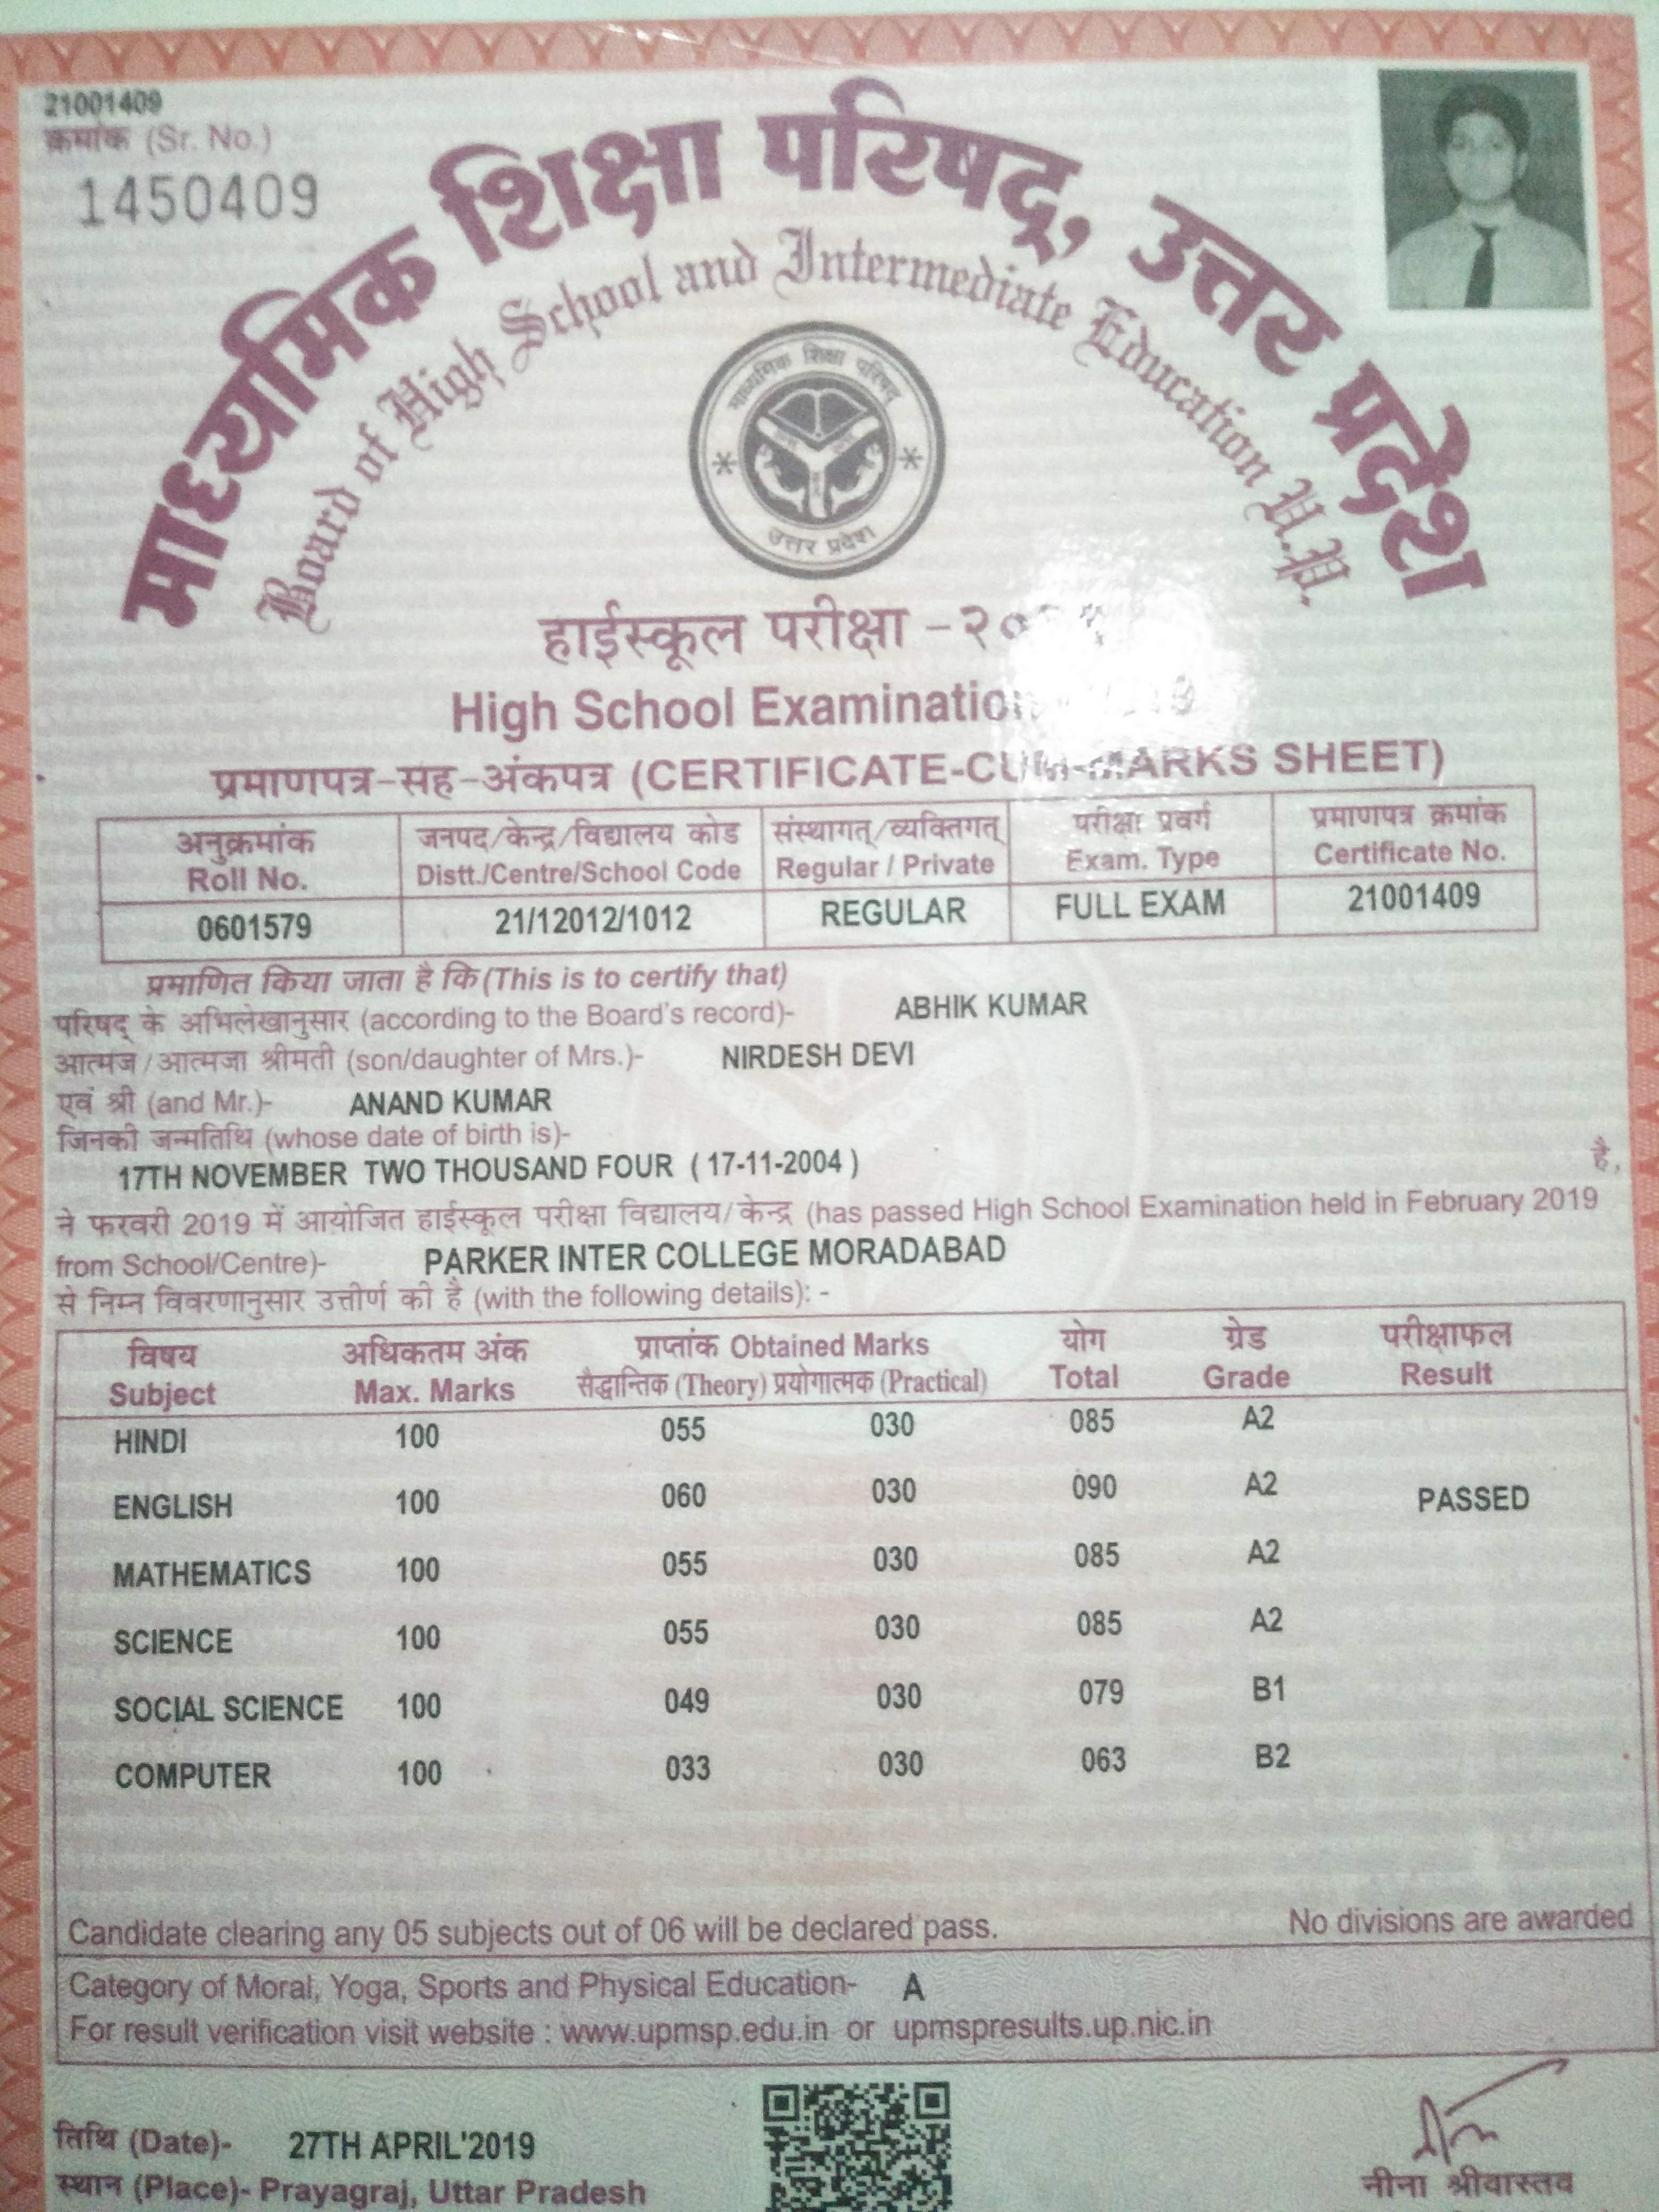 21001409
क्रमांक (Sr. No.)
1450409
माध्यमिक शिक्षा परिषद्, उत्तर प्रदेश
Board of High School and Intermediate Education U.P.
माध्यमिक शिक्षा परिषद
उत्तर प्रदेश
हाईस्कूल परीक्षा -
High School Examination
प्रमाणपत्र-सह-अंकपत्र (CERTIFICATE-CUM-MARKS SHEET)
अनुक्रमांक जनपद/केन्द्र/विद्यालय कोड संस्थागत्/व्यक्तिगत् परीक्षा प्रवर्ग प्रमाणपत्र क्रमांक
Roll No. Distt./Centre/School Code Regular / Private Exam. Type Certificate No.
0601579 21/12012/1012 REGULAR FULL EXAM 21001409
प्रमाणित किया जाता है कि (This is to certify that)
परिषद् के अभिलेखानुसार (according to the Board's record)- ABHIK KUMAR
आत्मज/आत्मजा श्रीमती (son/daughter of Mrs.)- NIRDESH DEVI
एवं श्री (and Mr.)- ANAND KUMAR
जिनकी जन्मतिथि (whose date of birth is)-
17TH NOVEMBER TWO THOUSAND FOUR ( 17-11-2004 ) है,
ने फरवरी 2019 में आयोजित हाईस्कूल परीक्षा विद्यालय/केन्द्र (has passed High School Examination held in February 2019
from School/Centre)- PARKER INTER COLLEGE MORADABAD
से निम्न विवरणानुसार उत्तीर्ण की है (with the following details): -
विषय अधिकतम अंक प्राप्तांक Obtained Marks योग ग्रेड परीक्षाफल
Subject Max. Marks सैद्धान्तिक (Theory) प्रयोगात्मक (Practical) Total Grade Result
HINDI 100 055 030 085 A2
ENGLISH 100 060 030 090 A2 PASSED
MATHEMATICS 100 055 030 085 A2
SCIENCE 100 055 030 085 A2
SOCIAL SCIENCE 100 049 030 079 B1
COMPUTER 100 033 030 063 B2
Candidate clearing any 05 subjects out of 06 will be declared pass. No divisions are awarded
Category of Moral, Yoga, Sports and Physical Education- A
For result verification visit website : www.upmsp.edu.in or upmspresults.up.nic.in
तिथि (Date)- 27TH APRIL'2019
स्थान (Place)- Prayagraj, Uttar Pradesh
नीना श्रीवास्तव